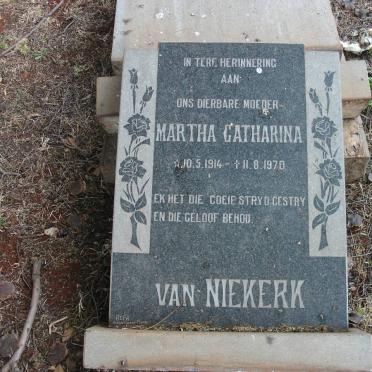 IN TERE HERINNERING
AAN
ONS DIERBARE MOEDER
MARTHA CATHARINA
☆10.5.1914 - ✝11.8.1970
EK HET DIE GOEIE STRYD GESTRY
EN DIE GELOOF BEHOU.
VAN NIEKERK